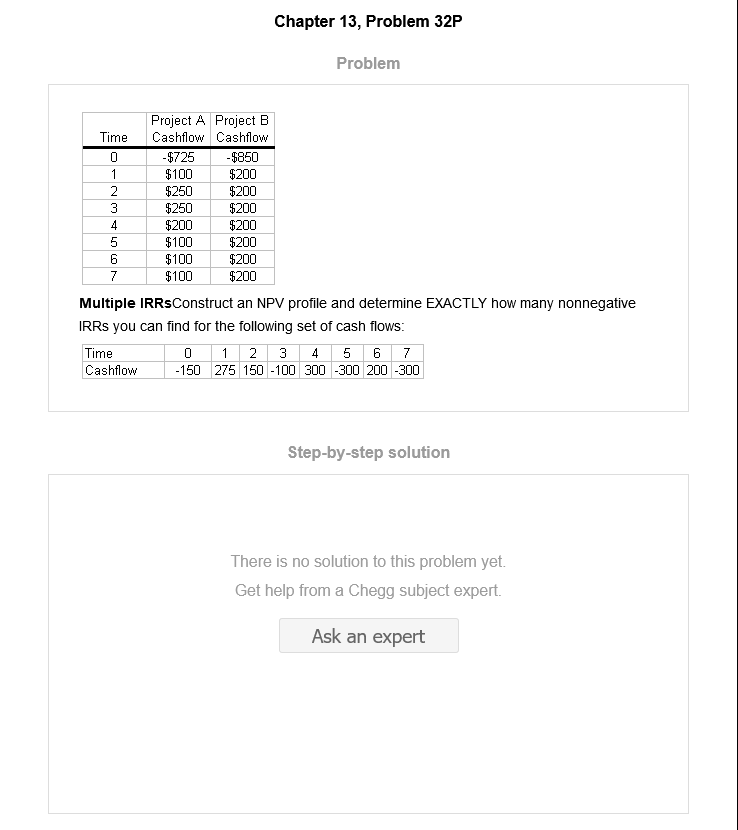 Chapter 13, Problem 32P
Problem
Project A Project B
Time Cashflow Cashflow
0 -$725 -$850
1 $100 $200
2 $250 $200
3 $250 $200
4 $200 $200
5 $100 $200
6 $100 $200
7 $100 $200
Multiple IRRsConstruct an NPV profile and determine EXACTLY how many nonnegative
IRRs you can find for the following set of cash flows:
Time 0 1 2 3 4 5 6 7
Cashflow -150 275 150 -100 300 -300 200 -300
Step-by-step solution
There is no solution to this problem yet.
Get help from a Chegg subject expert.
Ask an expert